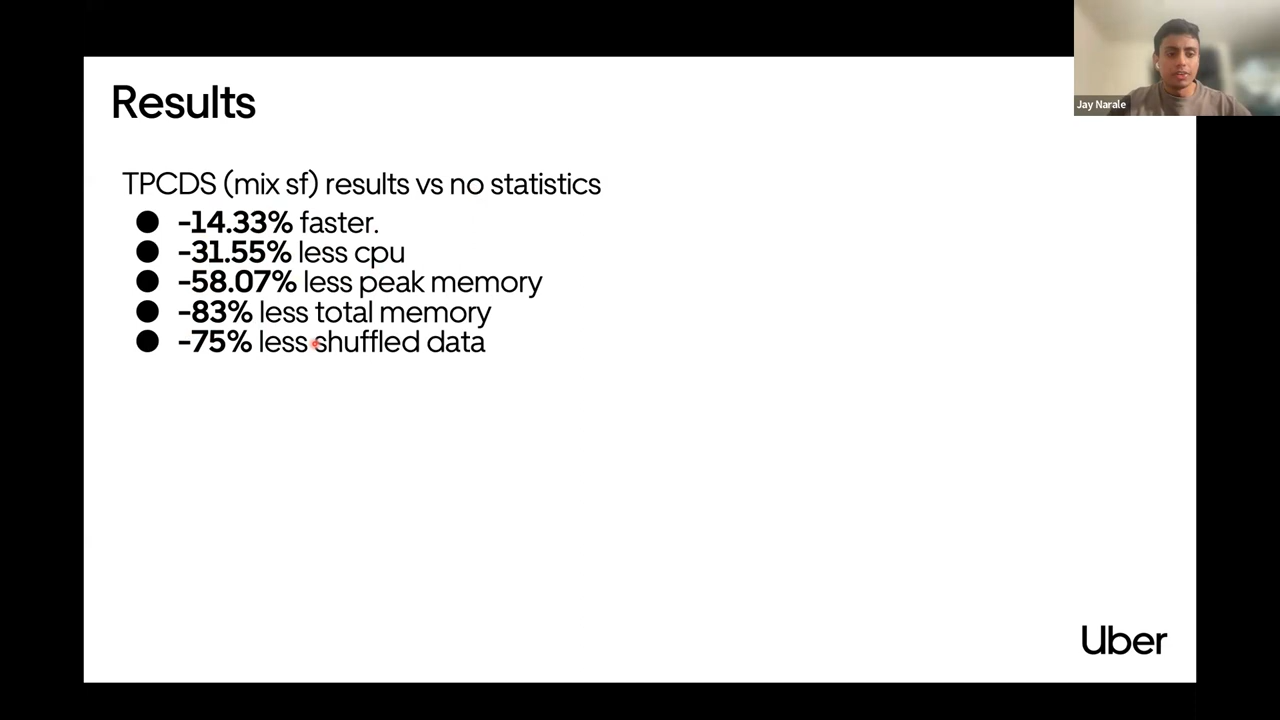 Results
Jay Narale
TPCDS (mix sf) results vs no statistics
● -14.33% faster.
● -31.55% less cpu
● -58.07% less peak memory
● -83% less total memory
● -75% less shuffled data
Uber